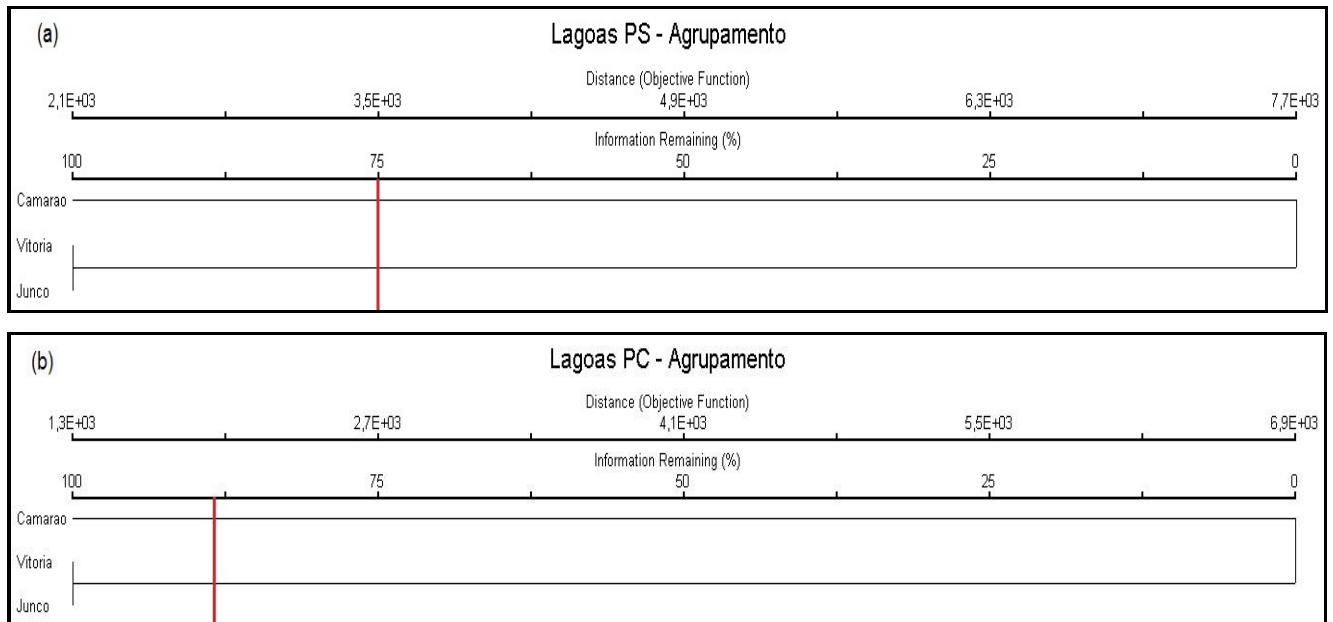 (a)
Lagoas PS - Agrupamento
Distance (Objective Function)
2,1E+03 3,5E+03 4,9E+03 6,3E+03 7,7E+03
Information Remaining (%)
100 75 50 25 0
Camarao
Vitoria
Junco
(b)
Lagoas PC - Agrupamento
Distance (Objective Function)
1,3E+03 2,7E+03 4,1E+03 5,5E+03 6,9E+03
Information Remaining (%)
100 75 50 25 0
Camarao
Vitoria
Junco